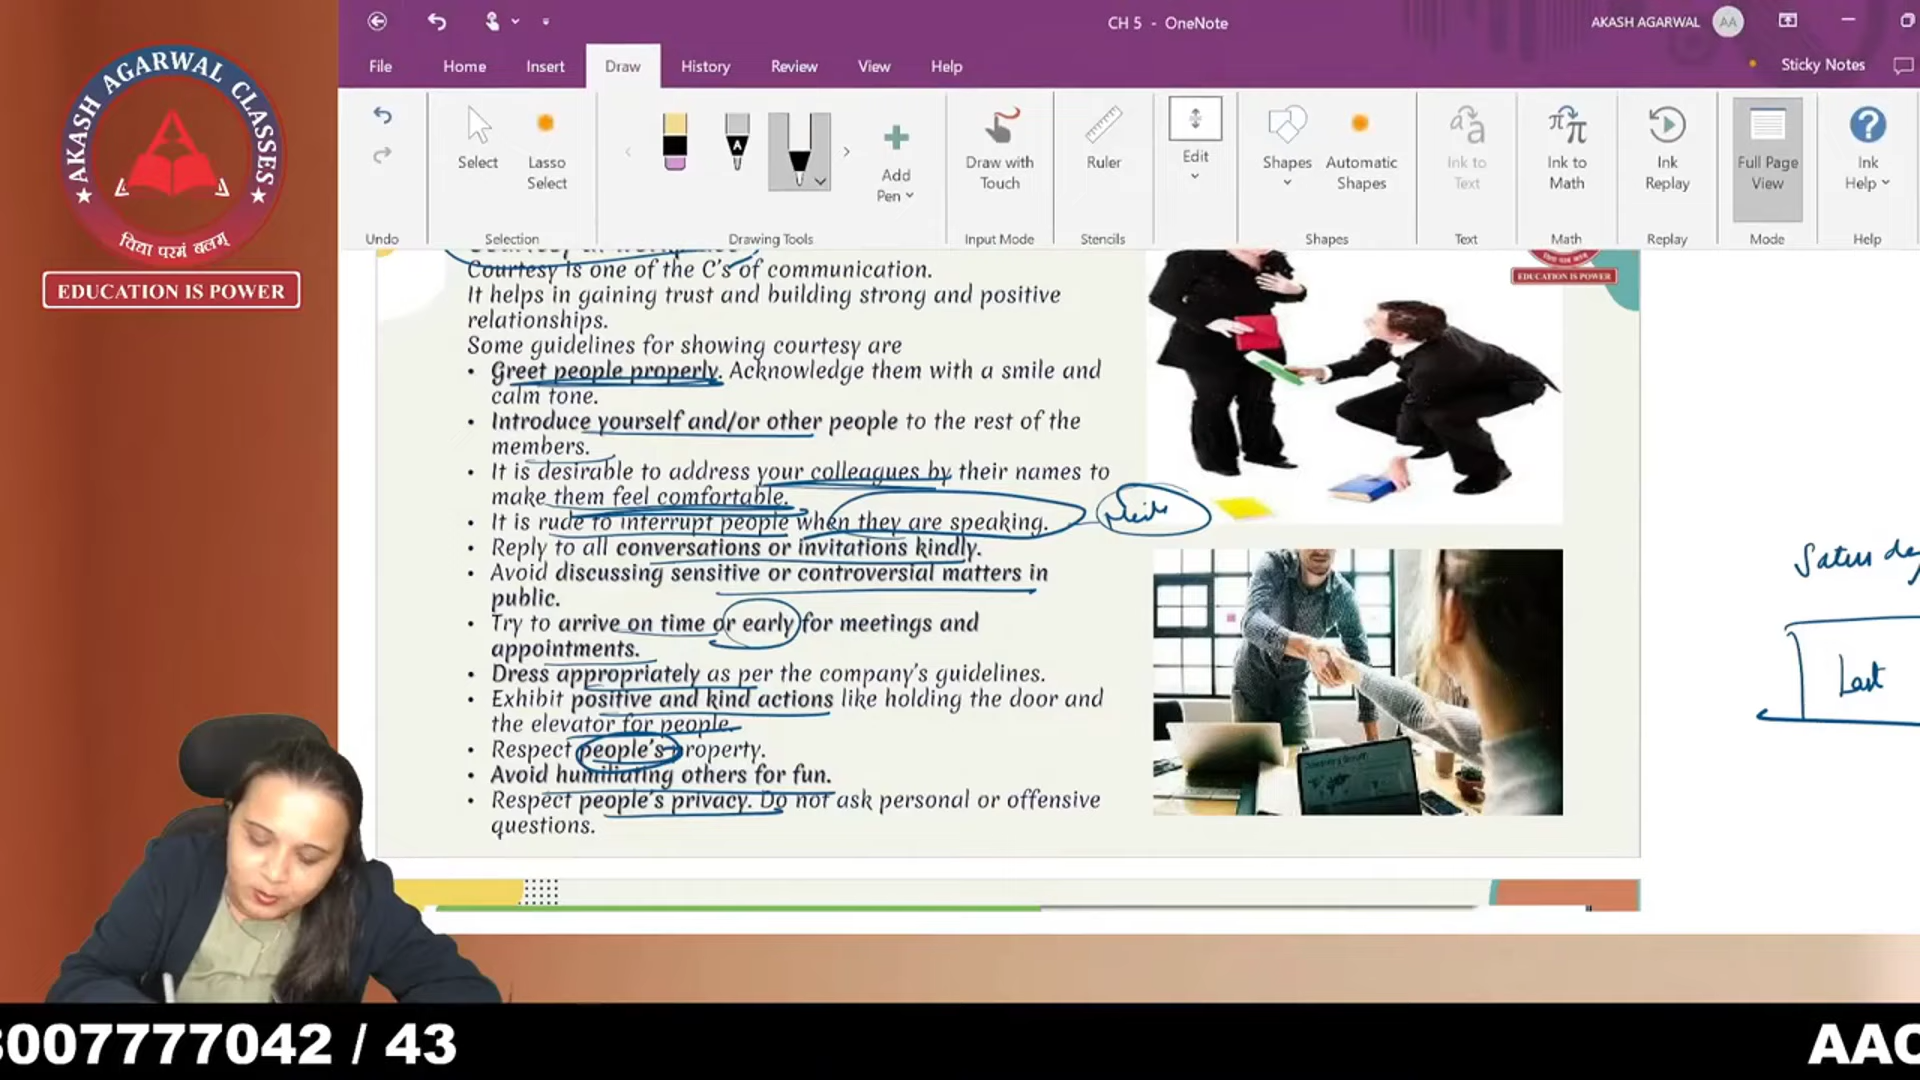 CH 5 - OneNote
AKASH AGARWAL AA
File Home Insert Draw History Review View Help
Sticky Notes
Select
Lasso Select
Add Pen
Draw with Touch
Ruler
Edit
Shapes
Automatic Shapes
Ink to Text
Ink to Math
Ink Replay
Full Page View
Ink Help
Undo Selection Drawing Tools Input Mode Stencils Shapes Text Math Replay Mode Help
AKASH AGARWAL CLASSES
विद्या परमं बलम्
EDUCATION IS POWER
EDUCATION IS POWER
Courtesy is one of the C's of communication.
It helps in gaining trust and building strong and positive
relationships.
Some guidelines for showing courtesy are
• Greet people properly. Acknowledge them with a smile and
calm tone.
• Introduce yourself and/or other people to the rest of the
members.
• It is desirable to address your colleagues by their names to
make them feel comfortable.
• It is rude to interrupt people when they are speaking.
• Reply to all conversations or invitations kindly.
• Avoid discussing sensitive or controversial matters in
public.
• Try to arrive on time or early for meetings and
appointments.
• Dress appropriately as per the company's guidelines.
• Exhibit positive and kind actions like holding the door and
the elevator for people.
• Respect people's property.
• Avoid humiliating others for fun.
• Respect people's privacy. Do not ask personal or offensive
questions.
Last
007777042 / 43